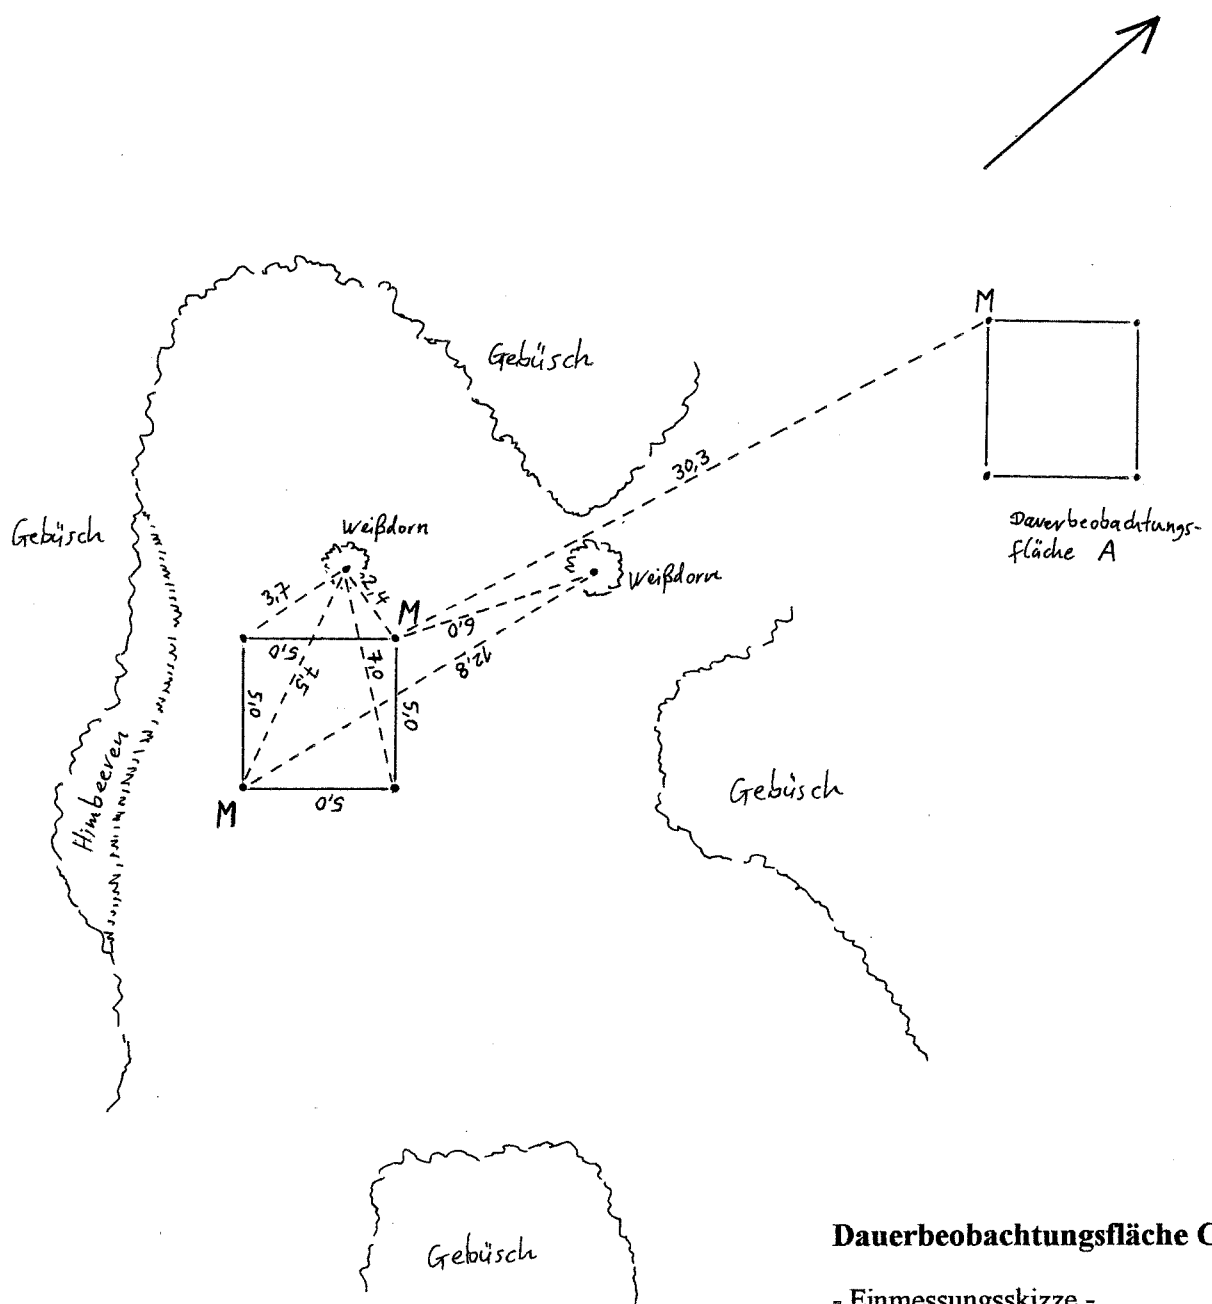 M
Gebüsch
30,3
Gebüsch
Weißdorn
Dauerbeobachtungs-
fläche A
Weißdorn
3,7
2,4
M
6,0
5,0
7,5
7,0
12,8
5,0
5,0
Himbeeren
Gebüsch
5,0
M
Gebüsch
Dauerbeobachtungsfläche C
- Einmessungsskizze -